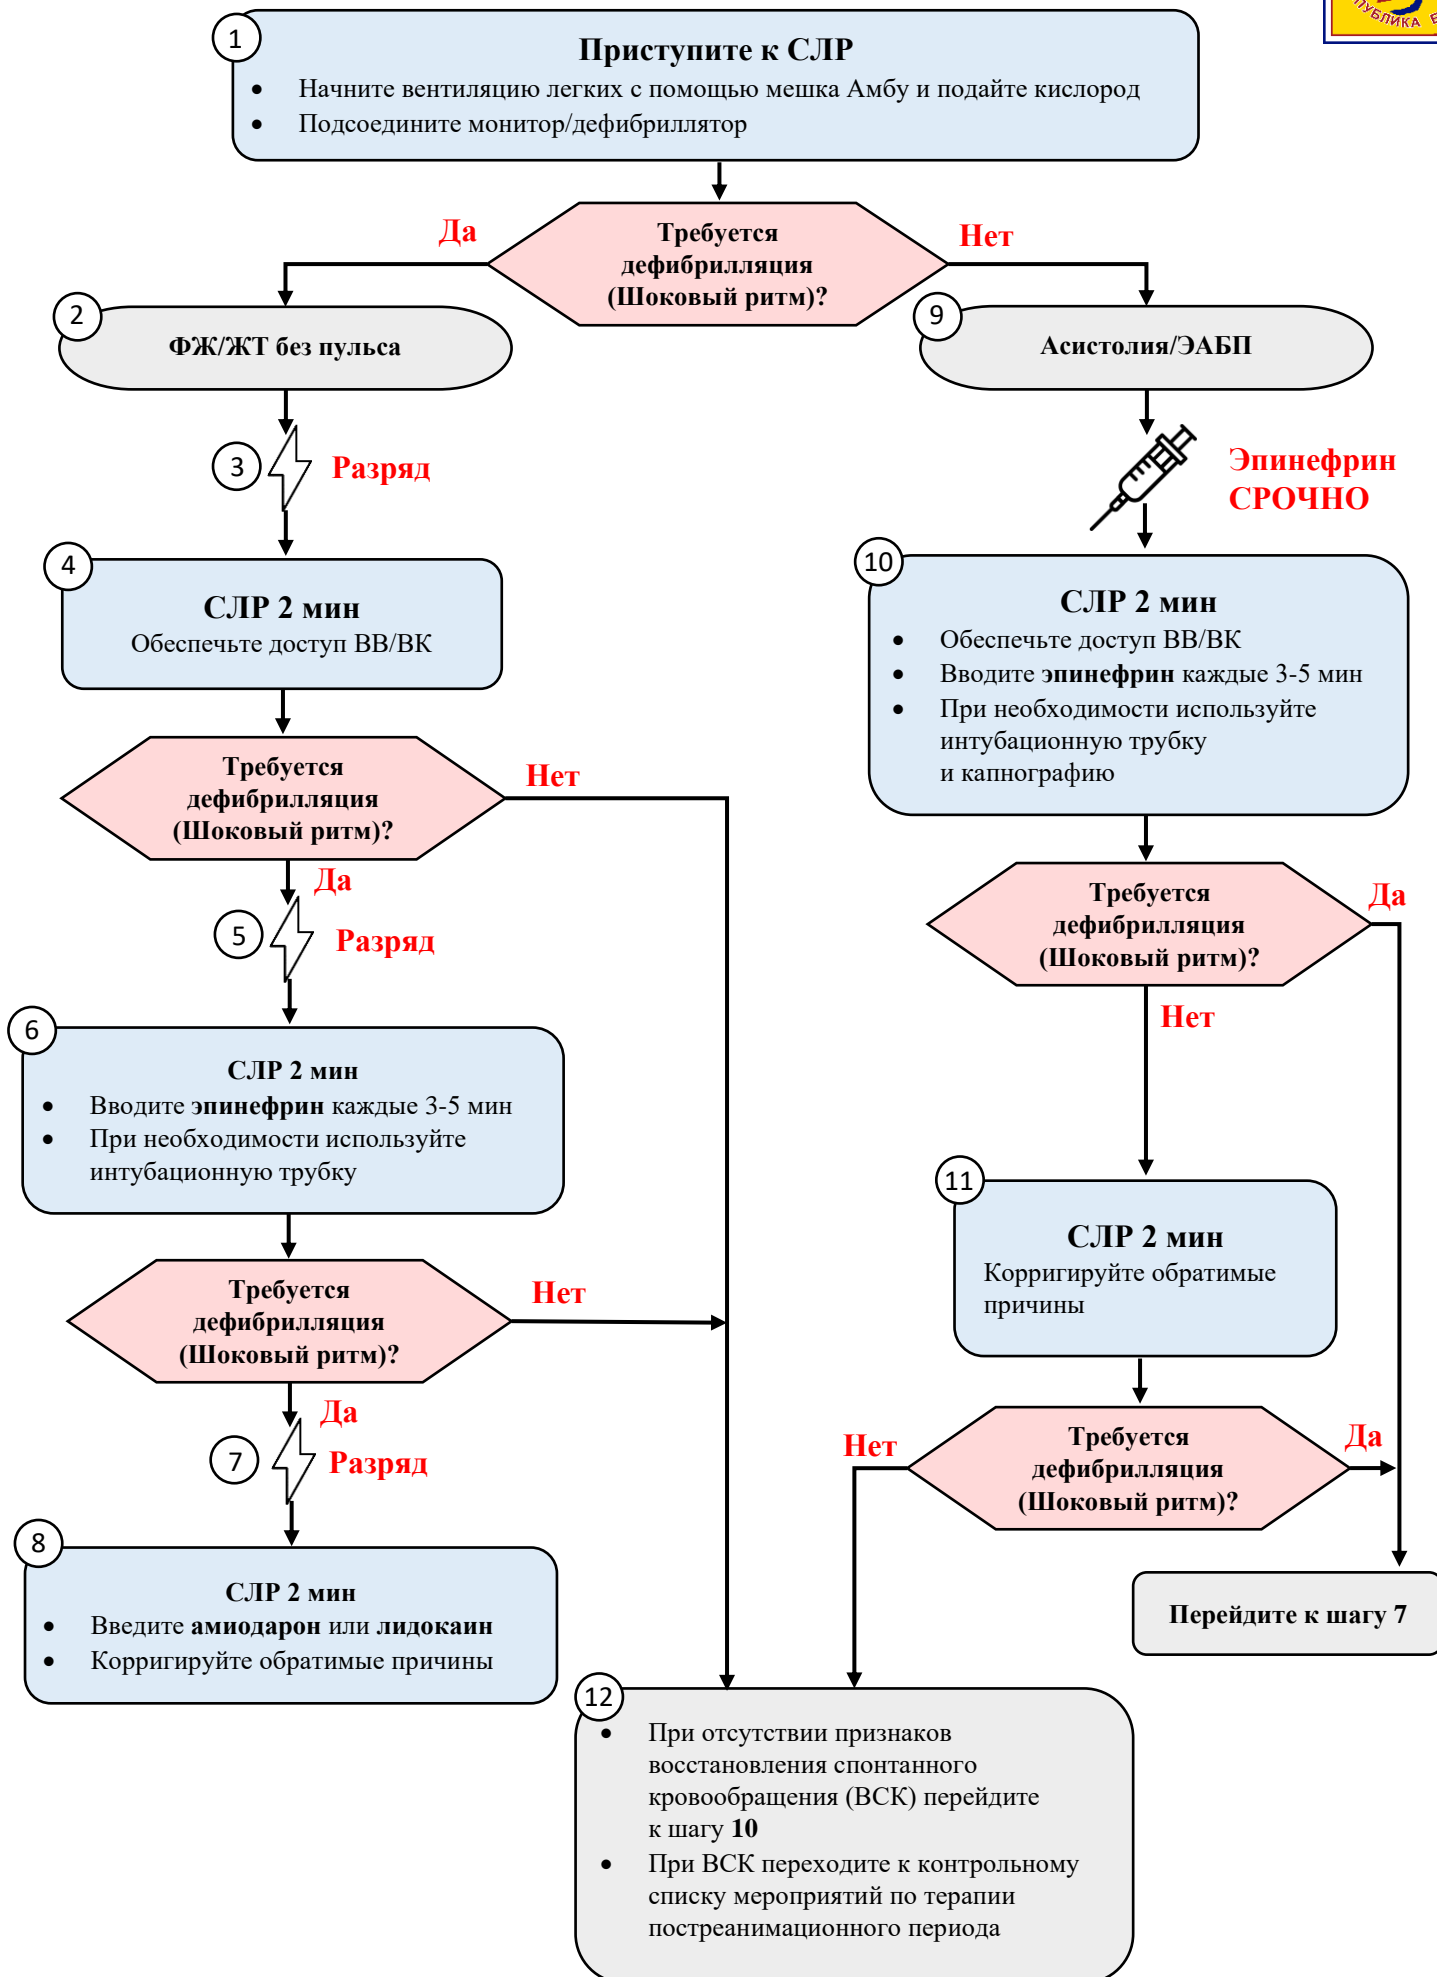 ПУБЛИКА
1
Приступите к СЛР
• Начните вентиляцию легких с помощью мешка Амбу и подайте кислород
• Подсоедините монитор/дефибриллятор
Требуется
дефибрилляция
(Шоковый ритм)?
Да
Нет
2
ФЖ/ЖТ без пульса
3
Разряд
4
СЛР 2 мин
Обеспечьте доступ ВВ/ВК
Требуется
дефибрилляция
(Шоковый ритм)?
Нет
Да
5
Разряд
6
СЛР 2 мин
• Вводите эпинефрин каждые 3-5 мин
• При необходимости используйте
интубационную трубку
Требуется
дефибрилляция
(Шоковый ритм)?
Нет
Да
7
Разряд
8
СЛР 2 мин
• Введите амиодарон или лидокаин
• Корригируйте обратимые причины
9
Асистолия/ЭАБП
Эпинефрин
СРОЧНО
10
СЛР 2 мин
• Обеспечьте доступ ВВ/ВК
• Вводите эпинефрин каждые 3-5 мин
• При необходимости используйте
интубационную трубку
и капнографию
Требуется
дефибрилляция
(Шоковый ритм)?
Да
Нет
11
СЛР 2 мин
Корригируйте обратимые
причины
Требуется
дефибрилляция
(Шоковый ритм)?
Нет
Да
Перейдите к шагу 7
12
• При отсутствии признаков
восстановления спонтанного
кровообращения (ВСК) перейдите
к шагу 10
• При ВСК переходите к контрольному
списку мероприятий по терапии
постреанимационного периода